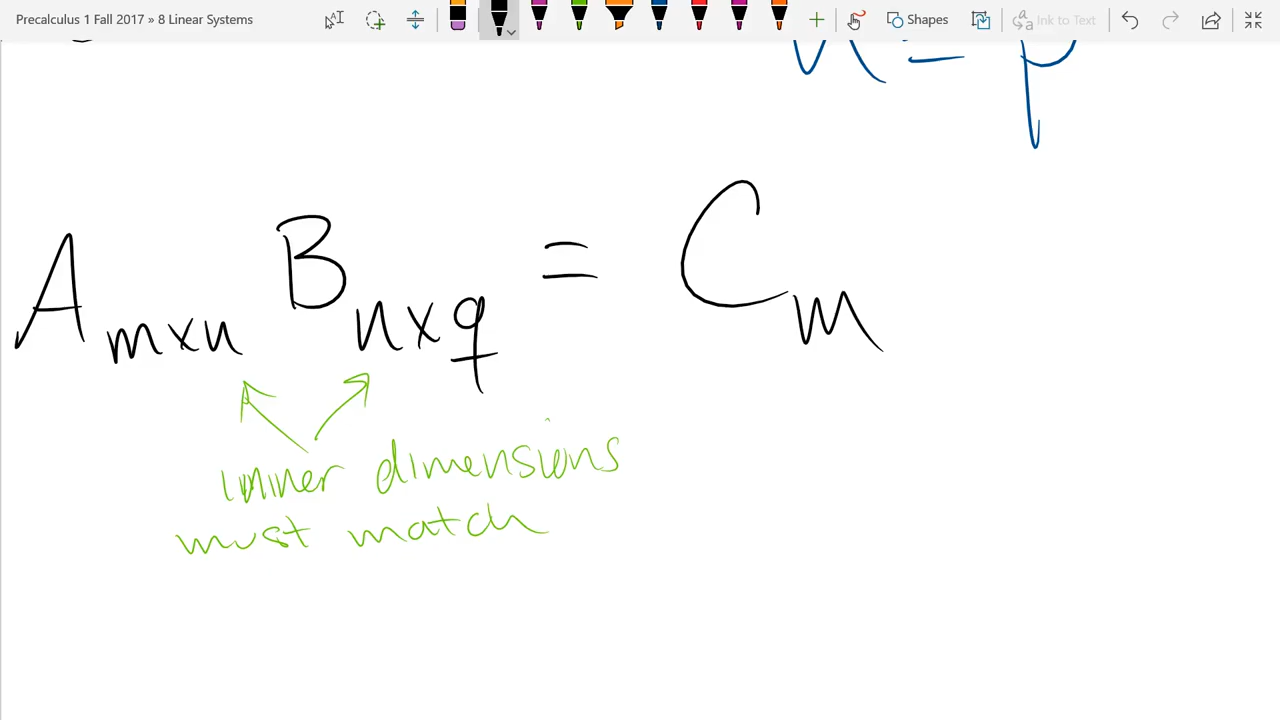 Precalculus 1 Fall 2017 » 8 Linear Systems
Shapes
Ink to Text
n = p
A m×n B n×q = C m
inner dimensions
must match